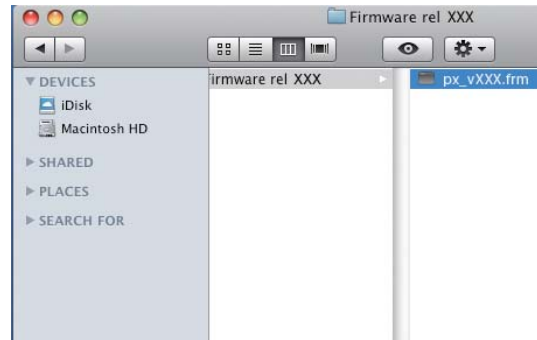 Firmware rel XXX
DEVICES
iDisk
Macintosh HD
SHARED
PLACES
SEARCH FOR
irmware rel XXX
px_vXXX.frm